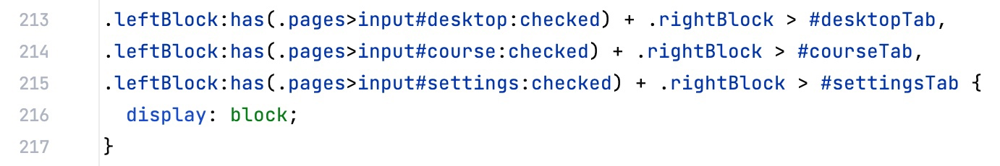 213 .leftBlock:has(.pages>input#desktop:checked) + .rightBlock > #desktopTab,
214 .leftBlock:has(.pages>input#course:checked) + .rightBlock > #courseTab,
215 .leftBlock:has(.pages>input#settings:checked) + .rightBlock > #settingsTab {
216   display: block;
217 }